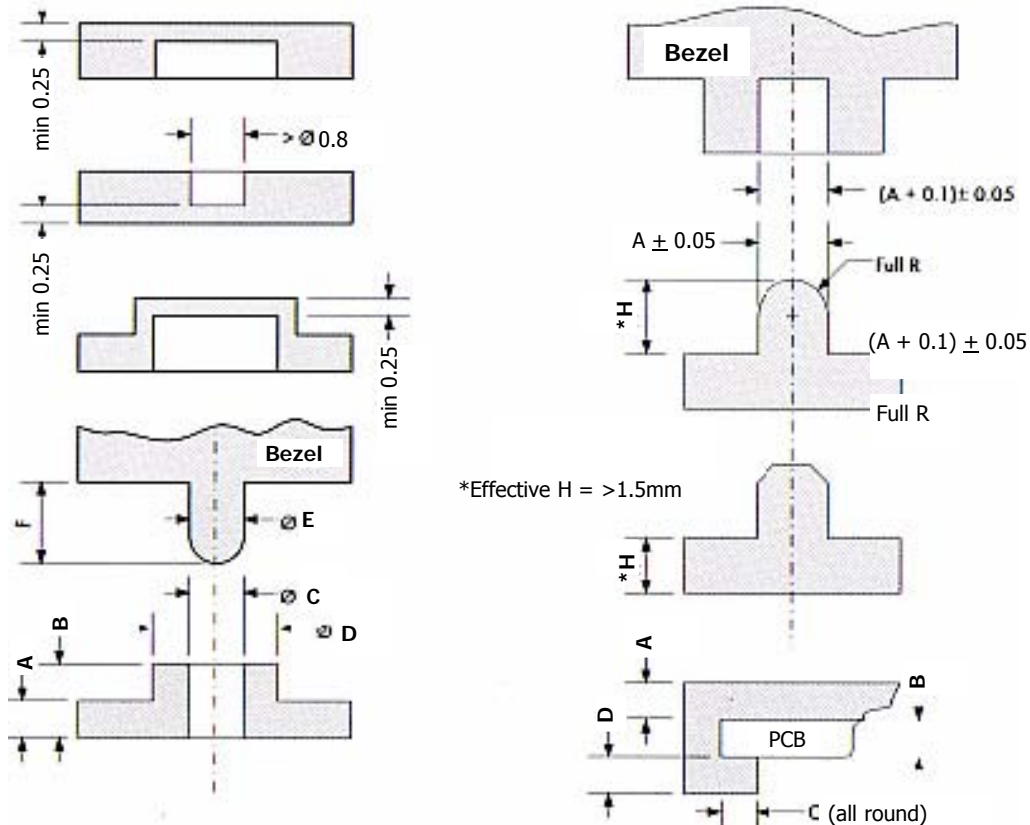 min 0.25
> Ø 0.8
min 0.25
min 0.25
Bezel
F
Ø E
Ø C
Ø D
B
A
Bezel
(A + 0.1)± 0.05
A ± 0.05
Full R
*H
(A + 0.1) ± 0.05
Full R
*Effective H = >1.5mm
*H
A
B
D
PCB
C (all round)